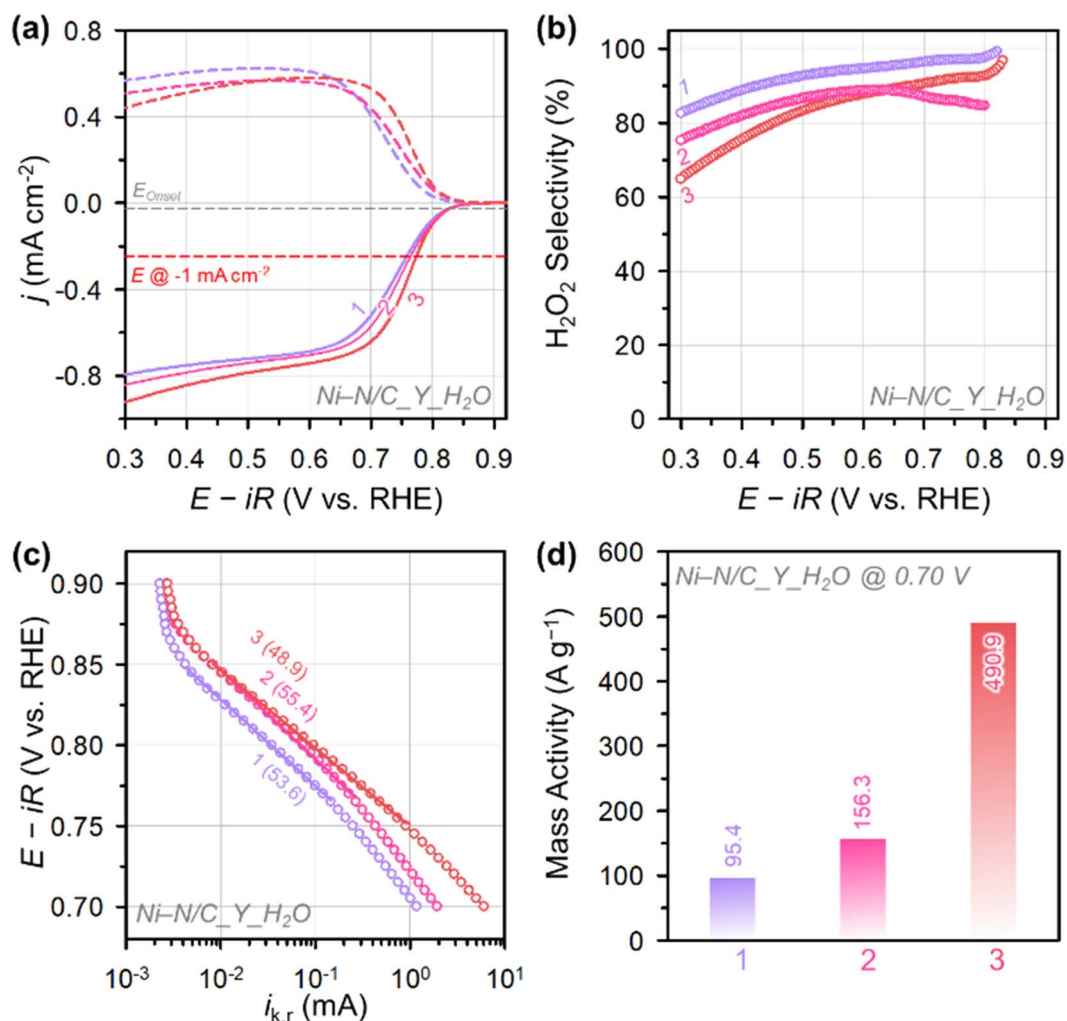 (a)
0.8
0.4
0.0
-0.4
-0.8
j (mA cm⁻²)
E_Onset
E @ -1 mA cm⁻²
1
2
3
Ni–N/C_Y_H₂O
0.3 0.4 0.5 0.6 0.7 0.8 0.9
E − iR (V vs. RHE)
(b)
100
80
60
40
20
0
H₂O₂ Selectivity (%)
1
2
3
Ni–N/C_Y_H₂O
0.3 0.4 0.5 0.6 0.7 0.8 0.9
E − iR (V vs. RHE)
(c)
0.90
0.85
0.80
0.75
0.70
E − iR (V vs. RHE)
3 (48.9)
2 (55.4)
1 (53.6)
Ni–N/C_Y_H₂O
10⁻³ 10⁻² 10⁻¹ 10⁰ 10¹
i_k,r (mA)
(d)
600
500
400
300
200
100
0
Mass Activity (A g⁻¹)
Ni–N/C_Y_H₂O @ 0.70 V
95.4
156.3
490.9
1 2 3